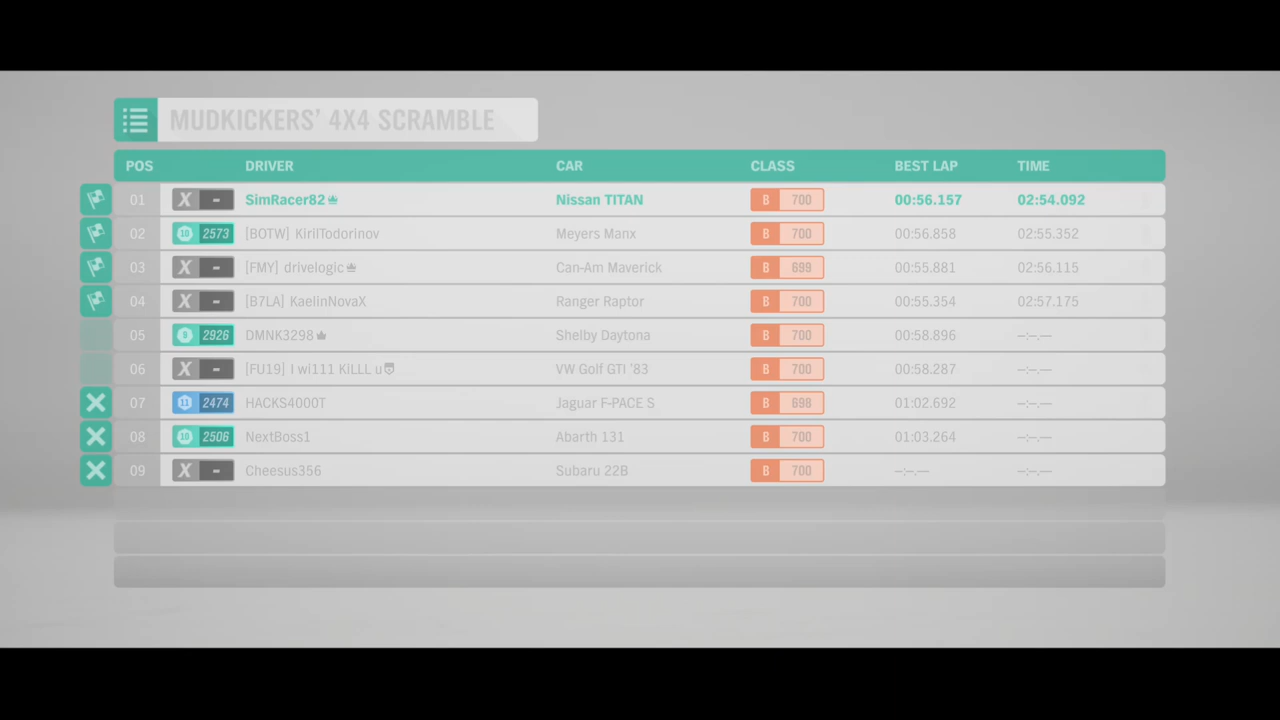 MUDKICKERS' 4X4 SCRAMBLE
POS DRIVER CAR CLASS BEST LAP TIME
01 X - SimRacer82 Nissan TITAN B 700 00:56.157 02:54.092
02 10 2573 [BOTW] KirilTodorinov Meyers Manx B 700 00:56.858 02:55.352
03 X - [FMY] drivelogic Can-Am Maverick B 699 00:55.881 02:56.115
04 X - [B7LA] KaelinNovaX Ranger Raptor B 700 00:55.354 02:57.175
05 8 2926 DMNK3298 Shelby Daytona B 700 00:58.896 --:--.---
06 X - [FU19] I wi111 KiLLL u VW Golf GTI '83 B 700 00:58.287 --:--.---
07 11 2474 HACKS4000T Jaguar F-PACE S B 698 01:02.692 --:--.---
08 10 2506 NextBoss1 Abarth 131 B 700 01:03.264 --:--.---
09 X - Cheesus356 Subaru 22B B 700 --:--.--- --:--.---